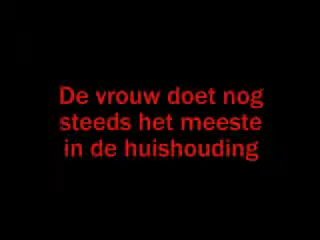 De vrouw doet nog
steeds het meeste
in de huishouding